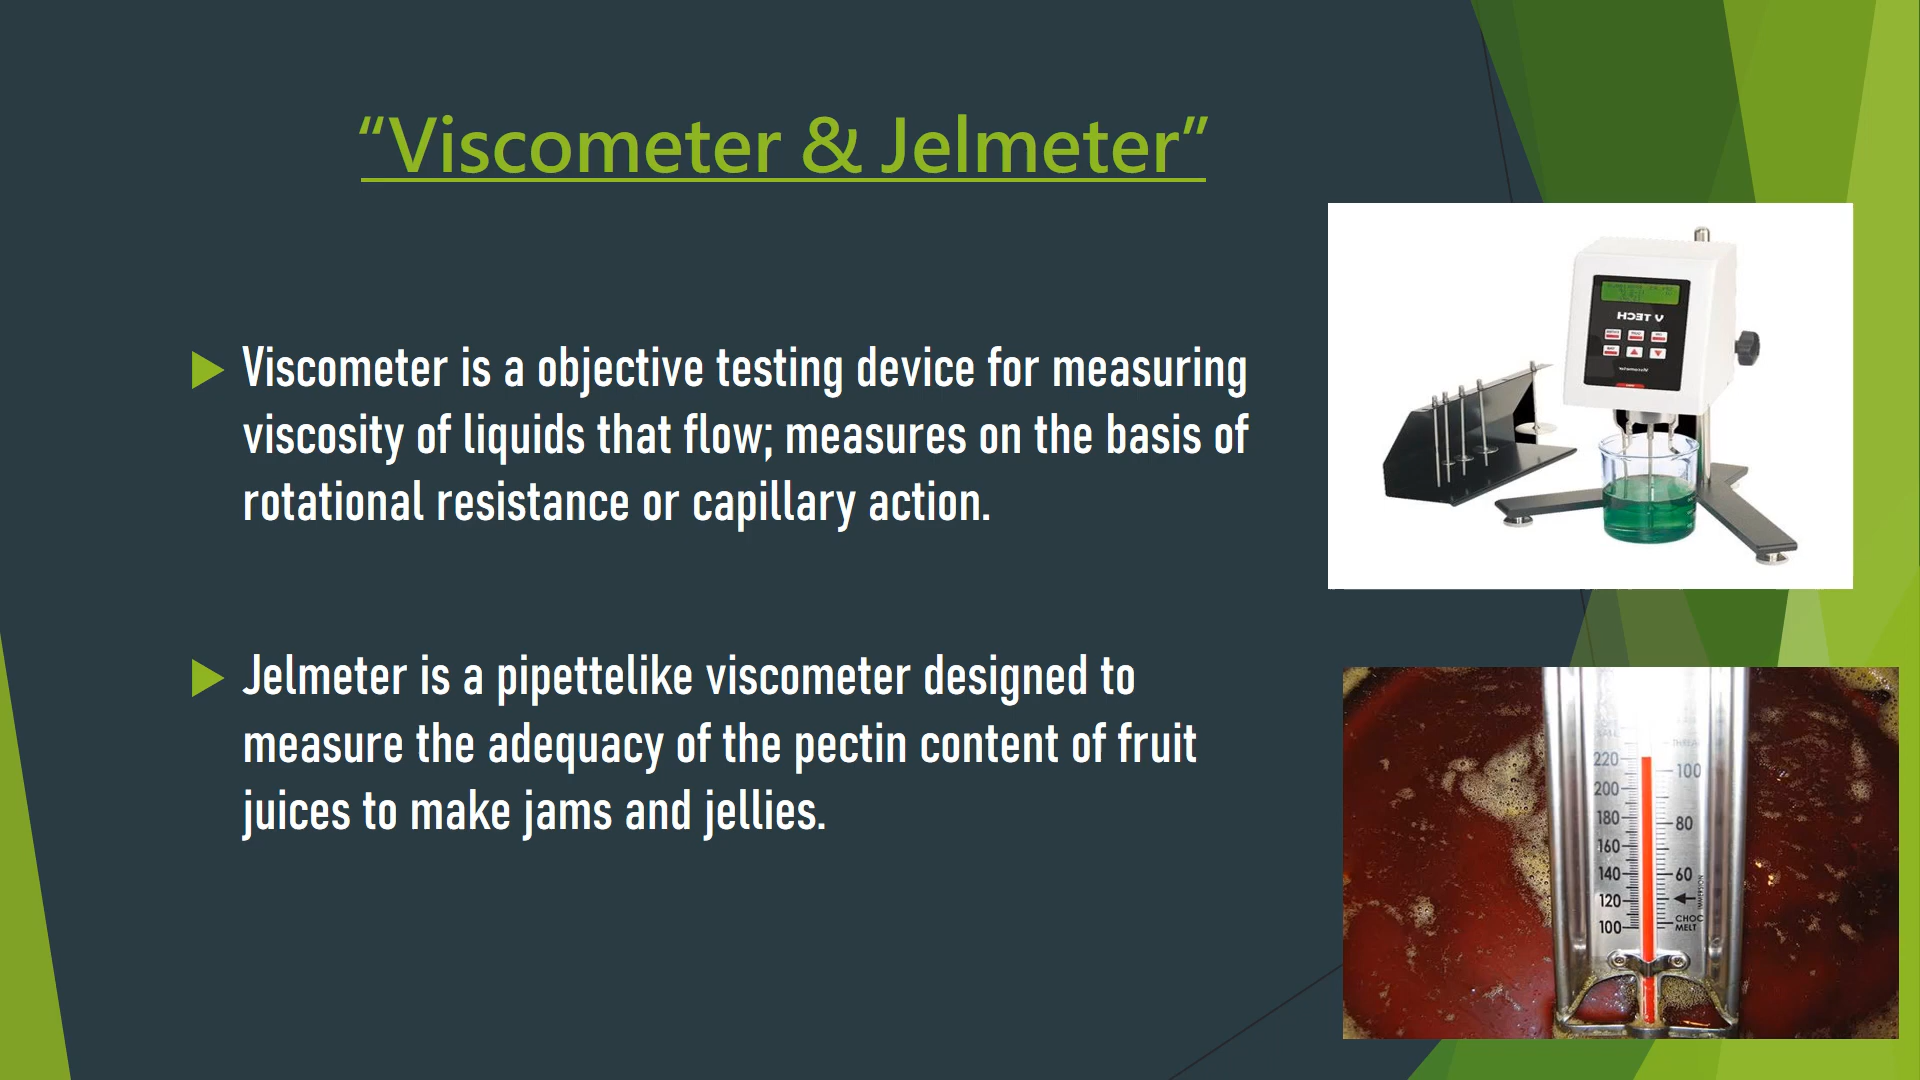 “Viscometer & Jelmeter”
Viscometer is a objective testing device for measuring
viscosity of liquids that flow; measures on the basis of
rotational resistance or capillary action.
Jelmeter is a pipettelike viscometer designed to
measure the adequacy of the pectin content of fruit
juices to make jams and jellies.
V TECH
Viscometer
220
100
200
180
80
160
140
60
120
IMMERSION
100
CHOC
MELT